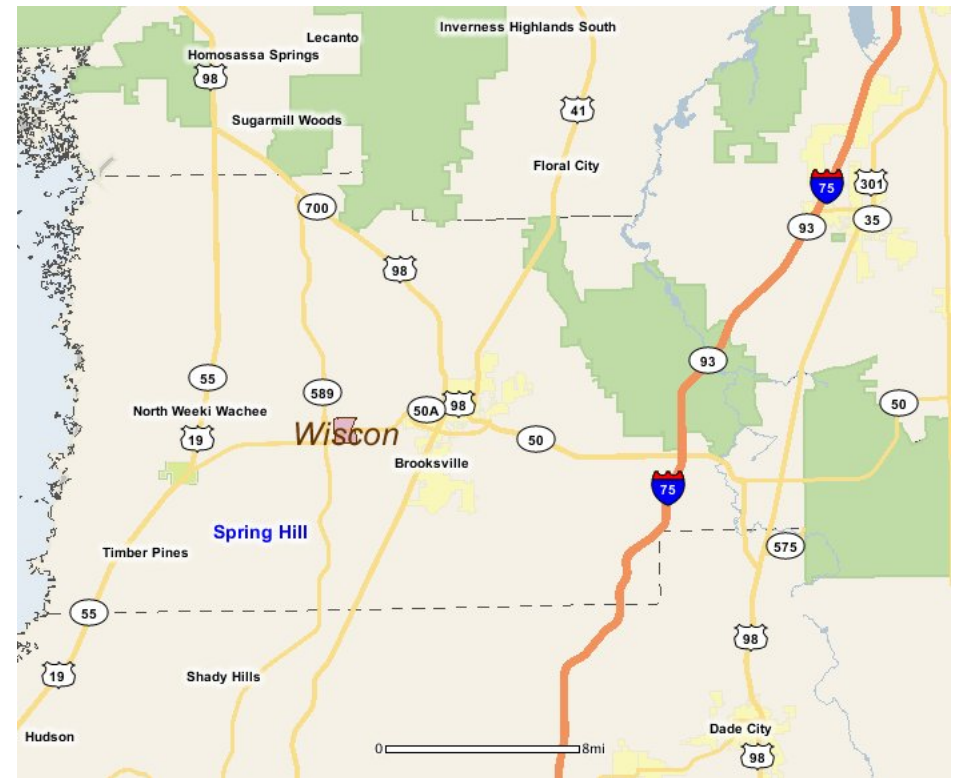 Inverness Highlands South
Lecanto
Homosassa Springs
98
41
Sugarmill Woods
Floral City
75
301
700
93
35
98
93
55
589
North Weeki Wachee
50A
98
50
19
Wiscon
50
Brooksville
75
Spring Hill
575
Timber Pines
55
98
19
Shady Hills
Hudson
Dade City
0
8mi
98